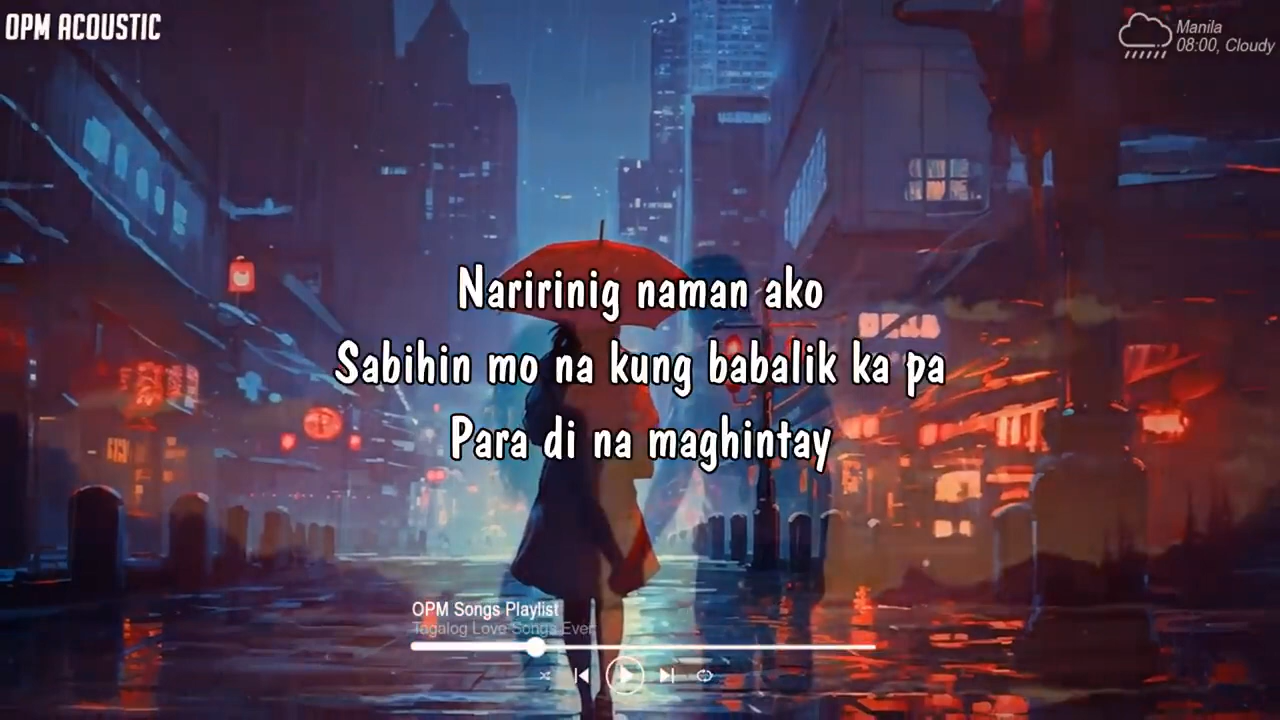 OPM ACOUSTIC
Manila
08:00, Cloudy
Naririnig naman ako
Sabihin mo na kung babalik ka pa
Para di na maghintay
OPM Songs Playlist
Tagalog Love Songs Ever